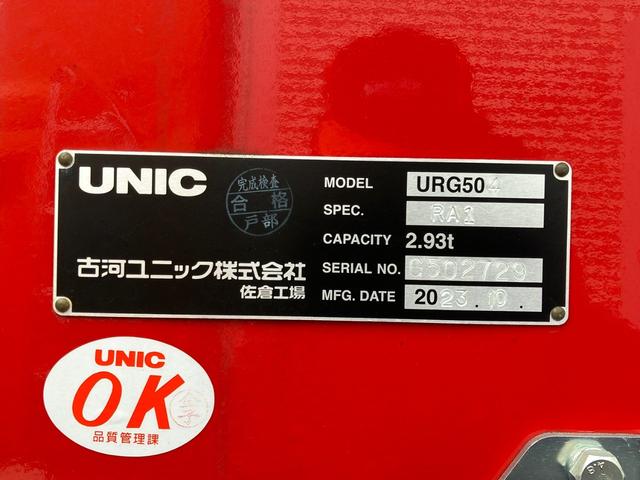 UNIC
完成検査
合格
戸部
MODEL URG504
SPEC. RA1
CAPACITY 2.93t
SERIAL NO. C502729
MFG. DATE 2023.10.
古河ユニック株式会社
佐倉工場
UNIC
OK
品質管理課